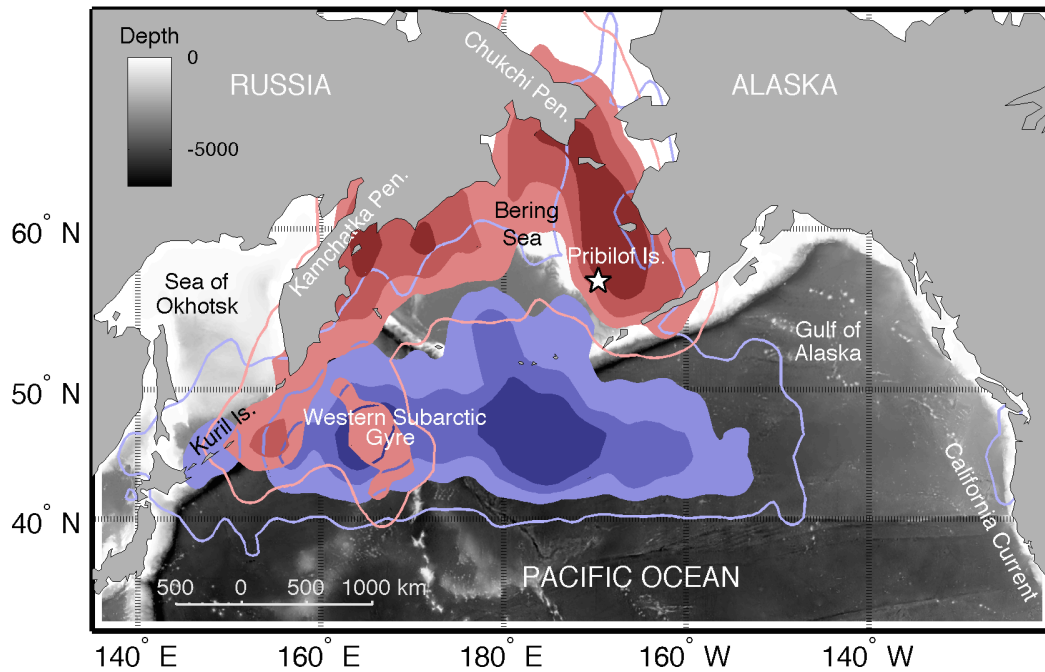 Depth
0
-5000
RUSSIA
ALASKA
Chukchi Pen.
Kamchatka Pen.
Bering
Sea
Pribilof Is.
Sea of
Okhotsk
Gulf of
Alaska
Kuril Is.
Western Subarctic
Gyre
California Current
PACIFIC OCEAN
500 0 500 1000 km
60° N
50° N
40° N
140° E 160° E 180° E 160° W 140° W